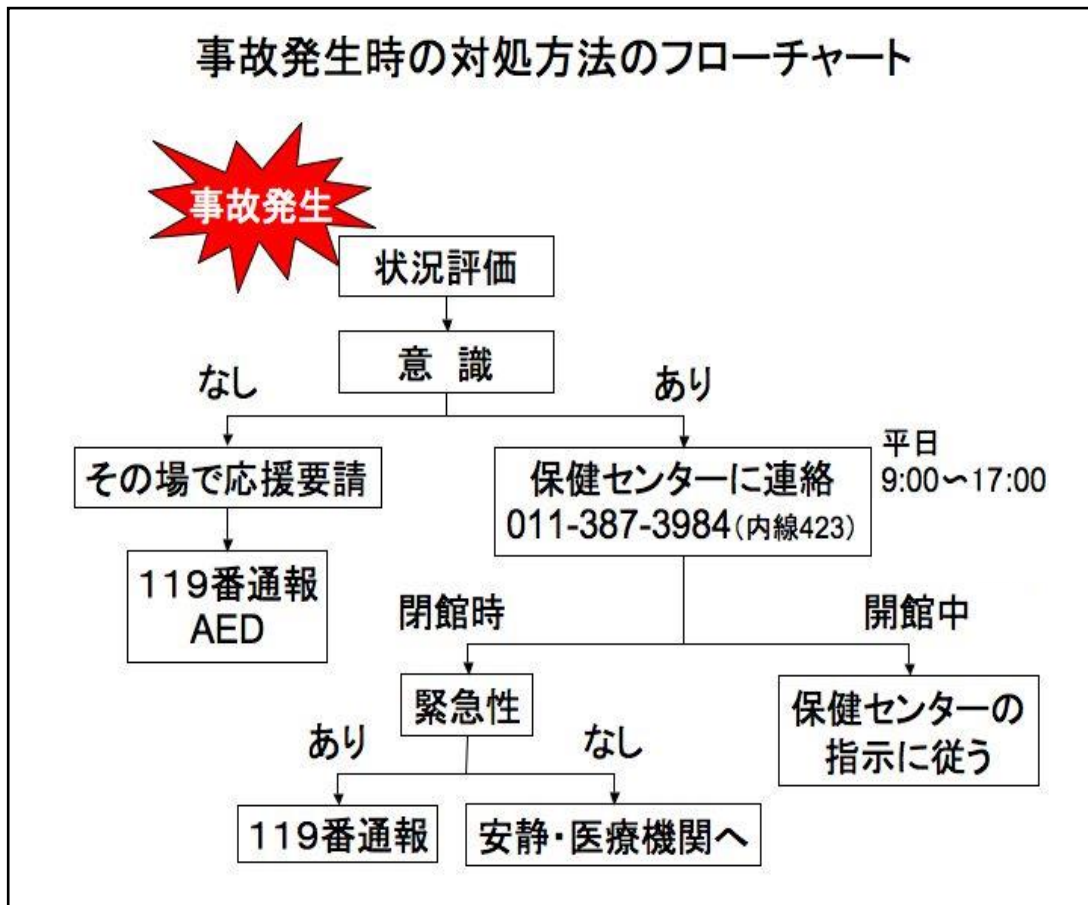 事故発生時の対処方法のフローチャート
事故発生
状況評価
意 識
なし
あり
その場で応援要請
保健センターに連絡
011-387-3984(内線423)
平日
9:00~17:00
119番通報
AED
閉館時
開館中
緊急性
保健センターの
指示に従う
あり
なし
119番通報
安静・医療機関へ